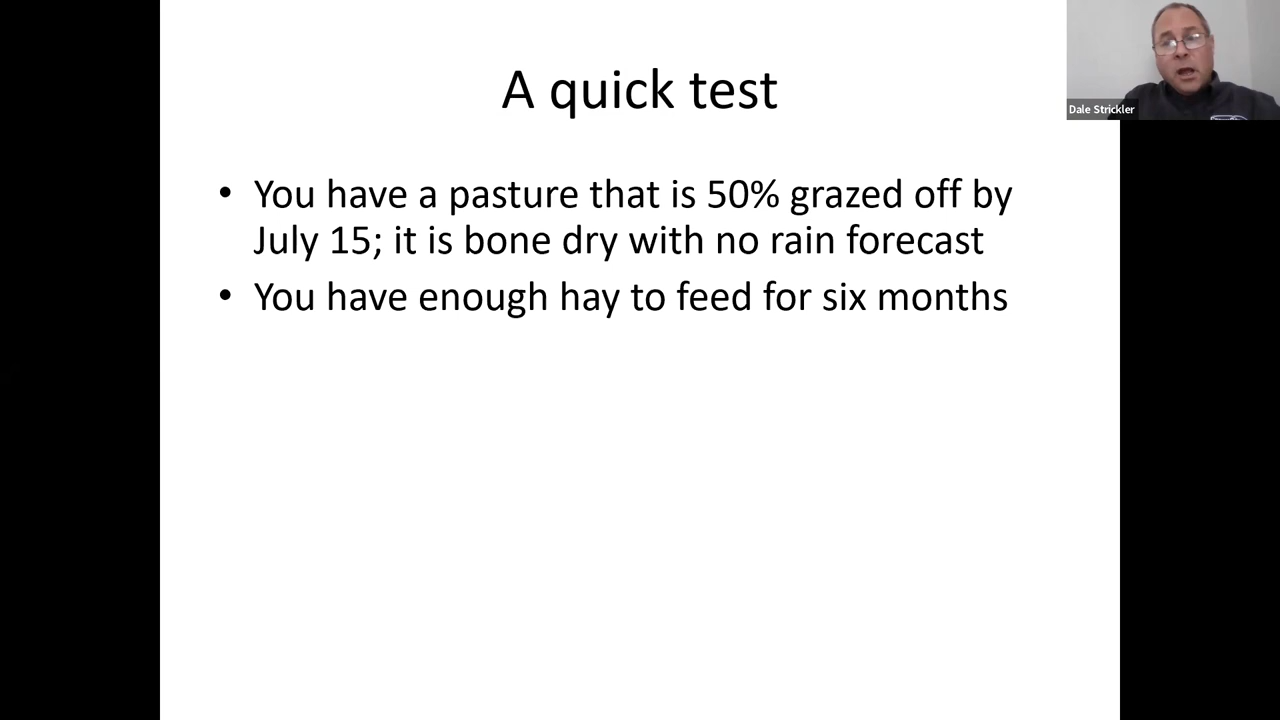 A quick test
• You have a pasture that is 50% grazed off by
July 15; it is bone dry with no rain forecast
• You have enough hay to feed for six months
Dale Strickler